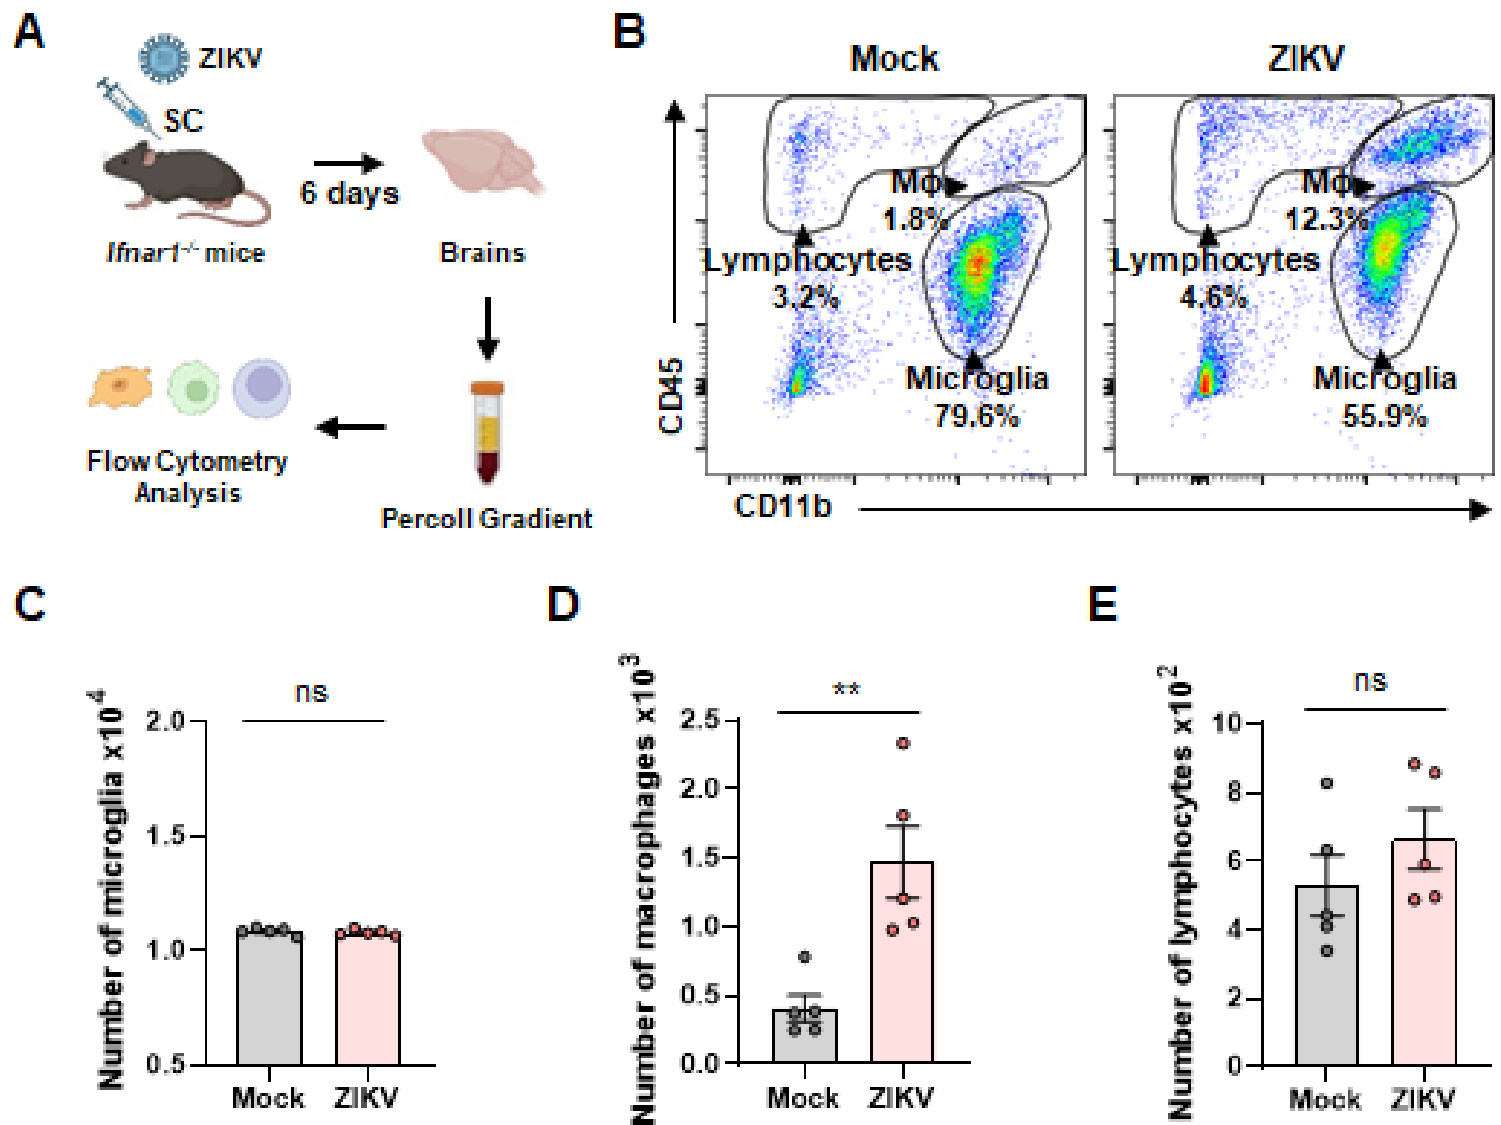 A
ZIKV
SC
6 days
Ifnar1-/- mice
Brains
Flow Cytometry
Analysis
Percoll Gradient
B
Mock
ZIKV
Mϕ
1.8%
Lymphocytes
3.2%
Microglia
79.6%
Mϕ
12.3%
Lymphocytes
4.6%
Microglia
55.9%
CD45
CD11b
C
Number of microglia x10^4
ns
2.0
1.5
1.0
0.5
Mock ZIKV
D
Number of macrophages x10^3
**
2.5
2.0
1.5
1.0
0.5
0.0
Mock ZIKV
E
Number of lymphocytes x10^2
ns
10
8
6
4
2
0
Mock ZIKV